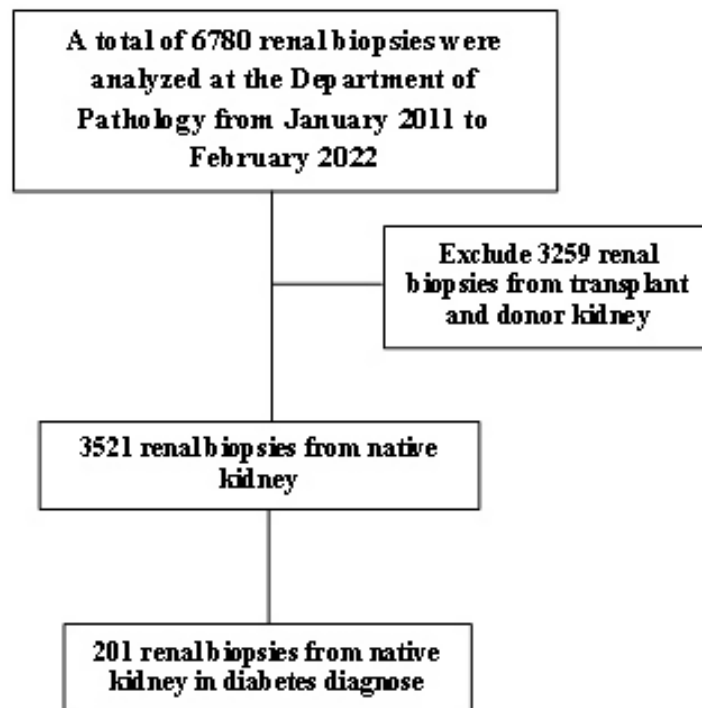 A total of 6780 renal biopsies were
analyzed at the Department of
Pathology from January 2011 to
February 2022
Exclude 3259 renal
biopsies from transplant
and donor kidney
3521 renal biopsies from native
kidney
201 renal biopsies from native
kidney in diabetes diagnose